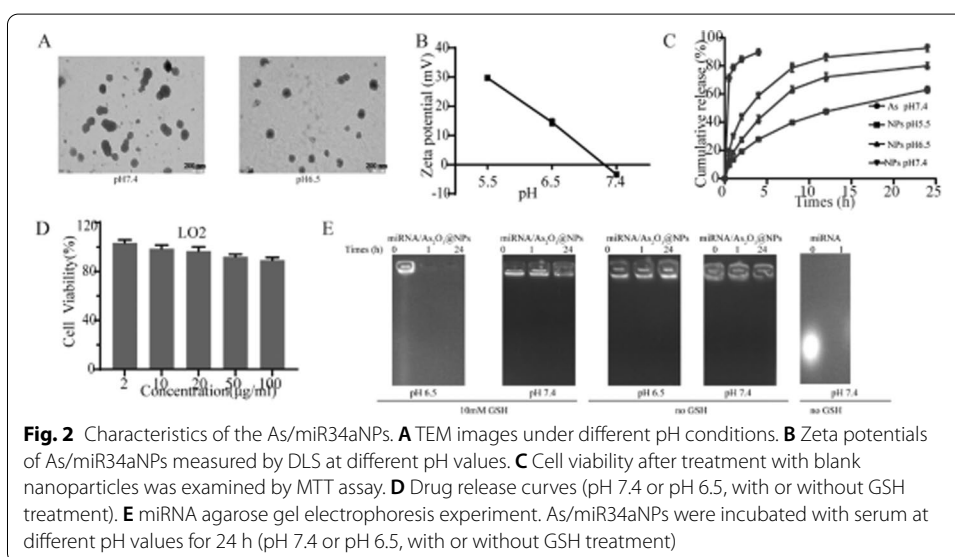 A
200 nm
pH7.4
200 nm
pH6.5
B
Zeta potential (mV)
40
30
20
10
0
-10
5.5
6.5
7.4
pH
C
Cumulative release (%)
100
80
60
40
20
0
0
5
10
15
20
25
Times (h)
As pH7.4
NPs pH5.5
NPs pH6.5
NPs pH7.4
D
LO2
Cell Viability(%)
120
80
40
0
2
10
20
50
100
Concentration(μg/ml)
E
miRNA/As2O3@NPs miRNA/As2O3@NPs miRNA/As2O3@NPs miRNA/As2O3@NPs miRNA
Times (h) 0 1 24 0 1 24 0 1 24 0 1 24 0 1
pH 6.5 pH 7.4 pH 6.5 pH 7.4 pH 7.4
10mM GSH no GSH no GSH
Fig. 2 Characteristics of the As/miR34aNPs. A TEM images under different pH conditions. B Zeta potentials
of As/miR34aNPs measured by DLS at different pH values. C Cell viability after treatment with blank
nanoparticles was examined by MTT assay. D Drug release curves (pH 7.4 or pH 6.5, with or without GSH
treatment). E miRNA agarose gel electrophoresis experiment. As/miR34aNPs were incubated with serum at
different pH values for 24 h (pH 7.4 or pH 6.5, with or without GSH treatment)